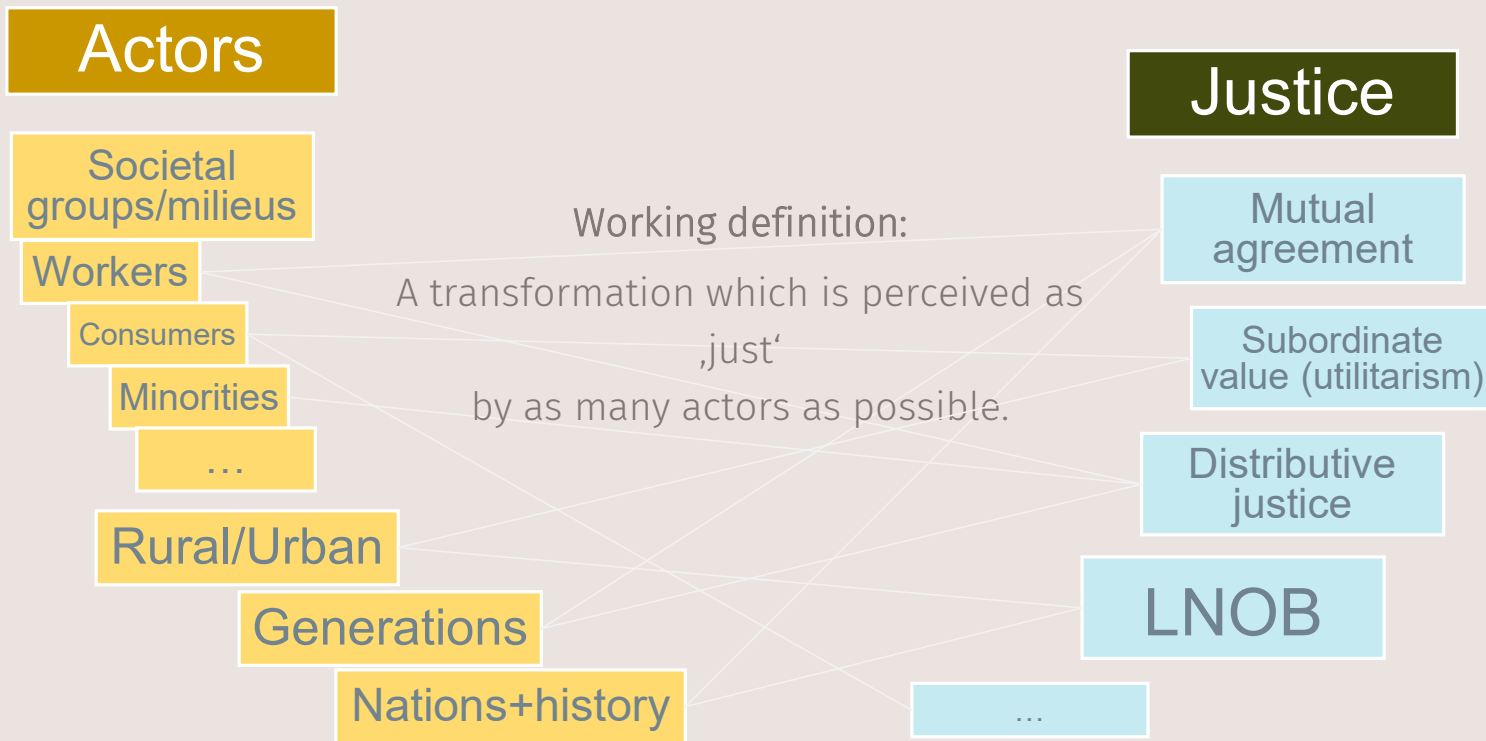 Actors
Societal
groups/milieus
Workers
Consumers
Minorities
…
Rural/Urban
Generations
Nations+history
Working definition:
A transformation which is perceived as
‚just‘
by as many actors as possible.
Justice
Mutual
agreement
Subordinate
value (utilitarism)
Distributive
justice
LNOB
…